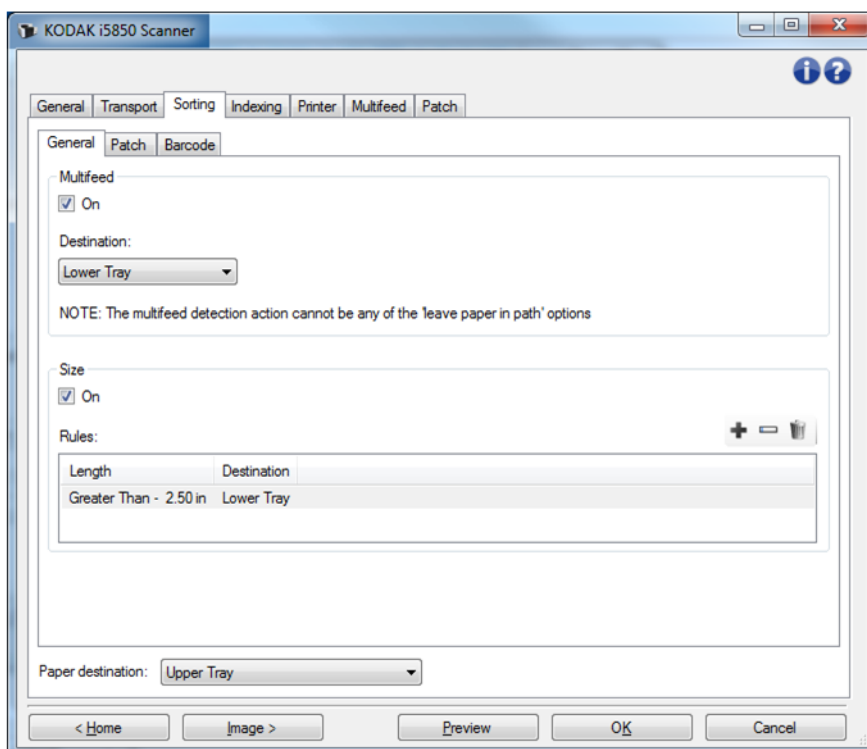 KODAK i5850 Scanner
General Transport Sorting Indexing Printer Multifeed Patch
General Patch Barcode
Multifeed
On
Destination:
Lower Tray
NOTE: The multifeed detection action cannot be any of the 'leave paper in path' options
Size
On
Rules:
Length Destination
Greater Than - 2.50 in Lower Tray
Paper destination: Upper Tray
< Home Image > Preview OK Cancel